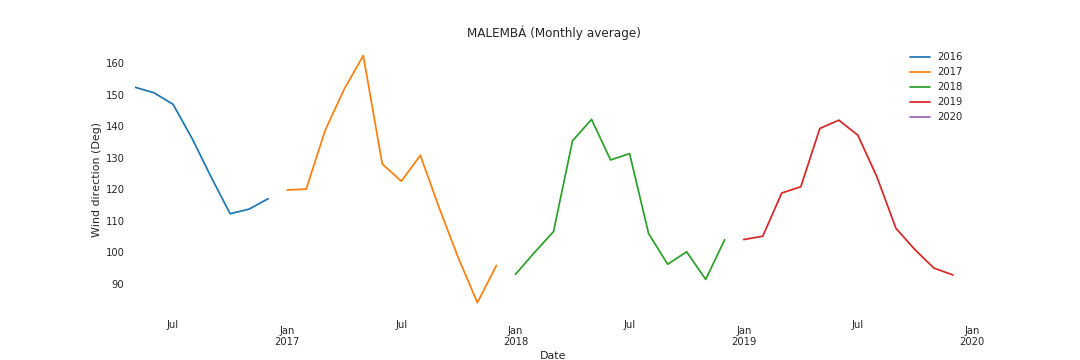 MALEMBÁ (Monthly average)
2016
2017
2018
2019
2020
Wind direction (Deg)
160
150
140
130
120
110
100
90
Jul
Jan
2017
Jul
Jan
2018
Jul
Jan
2019
Jul
Jan
2020
Date